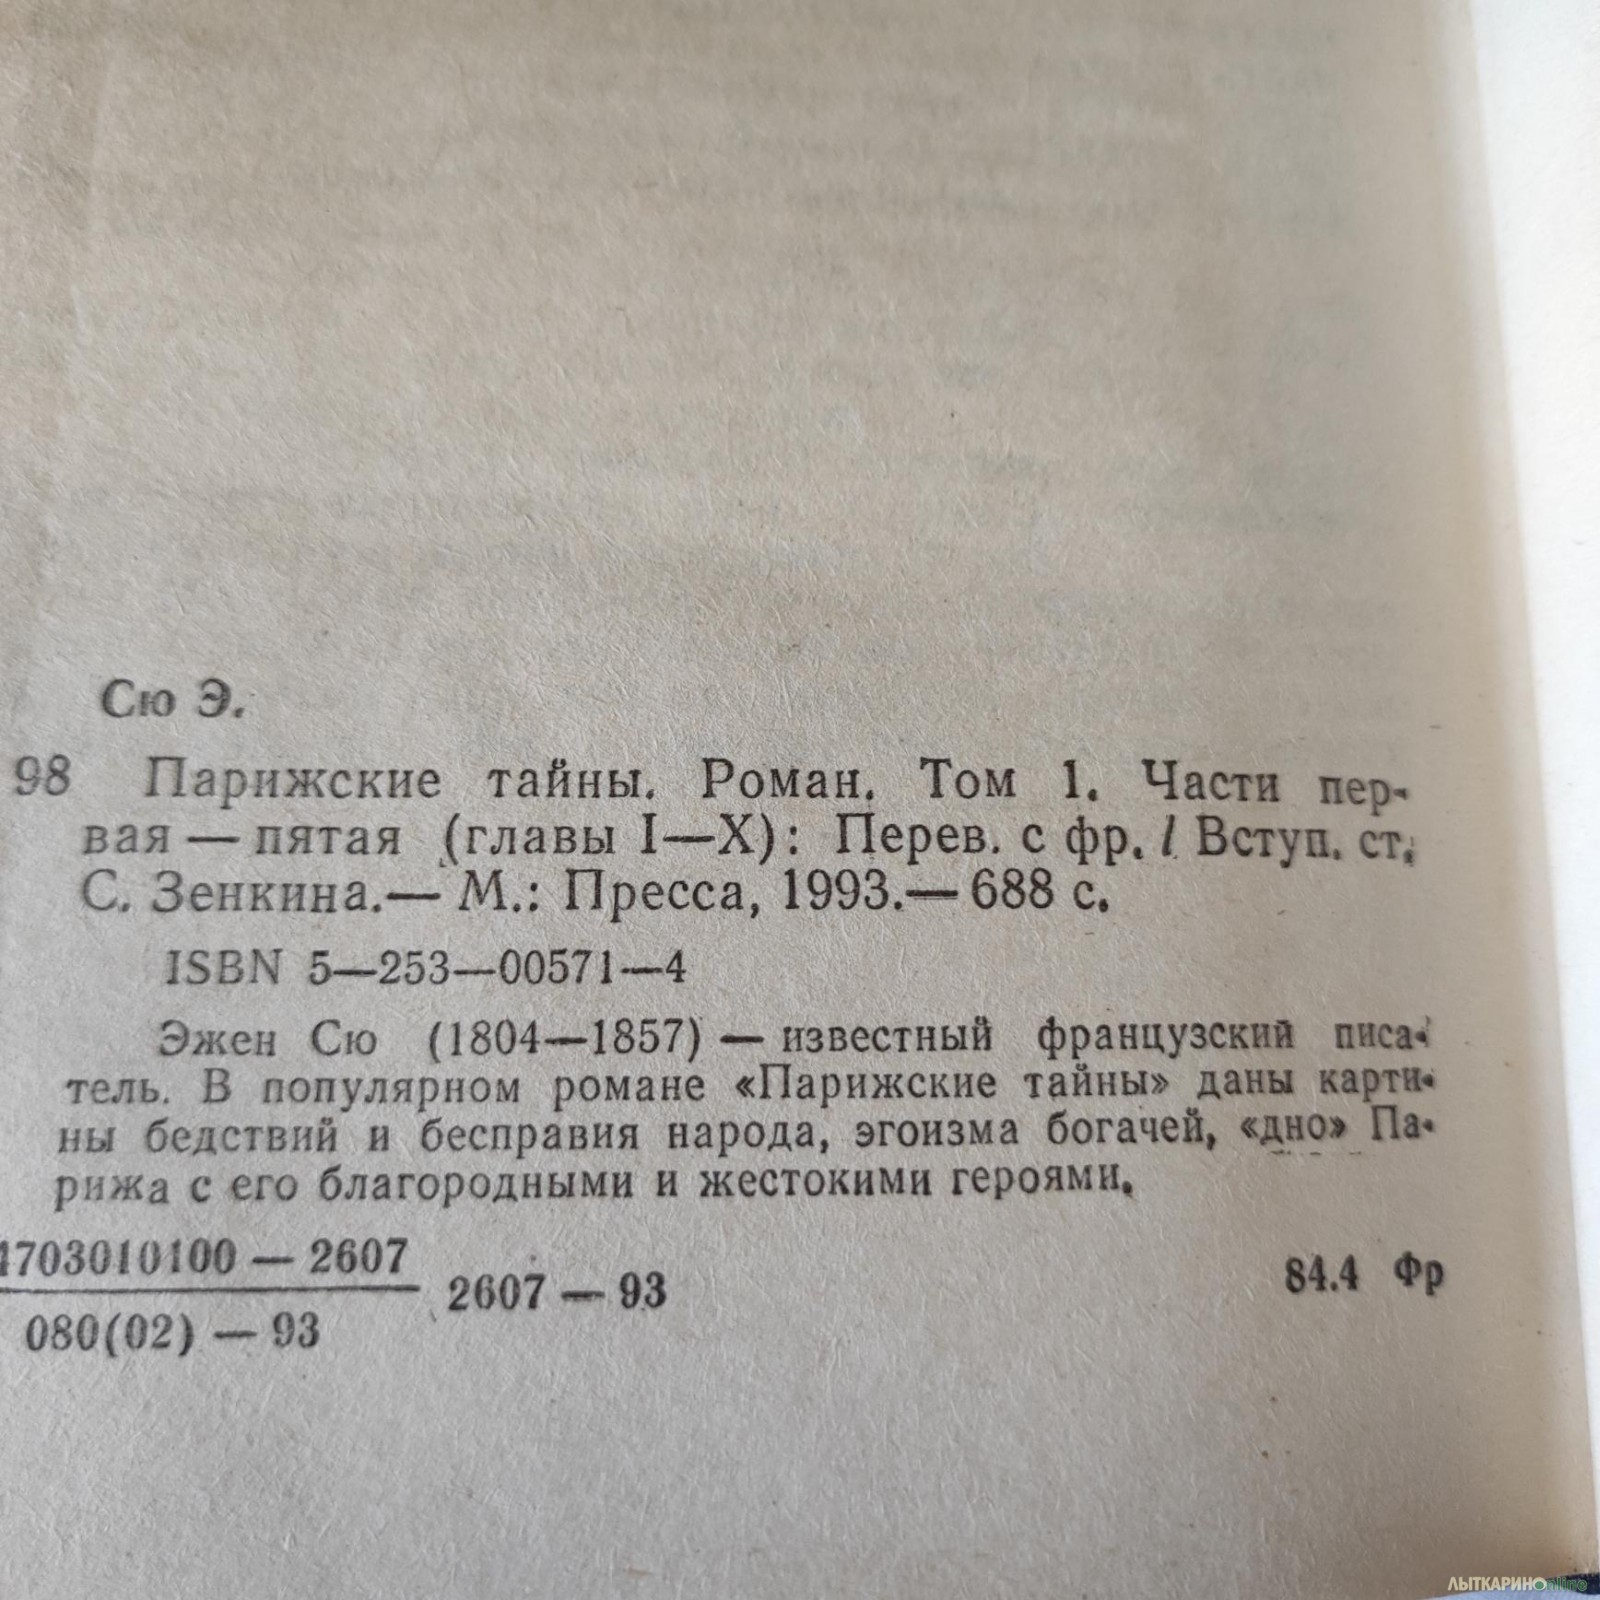 Сю Э.
98 Парижские тайны. Роман. Том 1. Части пер-
вая — пятая (главы I—X): Перев. с фр. / Вступ. ст.
С. Зенкина.— М.: Пресса, 1993.— 688 с.
ISBN 5—253—00571—4
Эжен Сю (1804—1857) — известный французский писа-
тель. В популярном романе «Парижские тайны» даны карти-
ны бедствий и бесправия народа, эгоизма богачей, «дно» Па-
рижа с его благородными и жестокими героями.
4703010100 — 2607
2607 — 93
84.4 Фр
080(02) — 93
ЛЫТКАРИНОonline